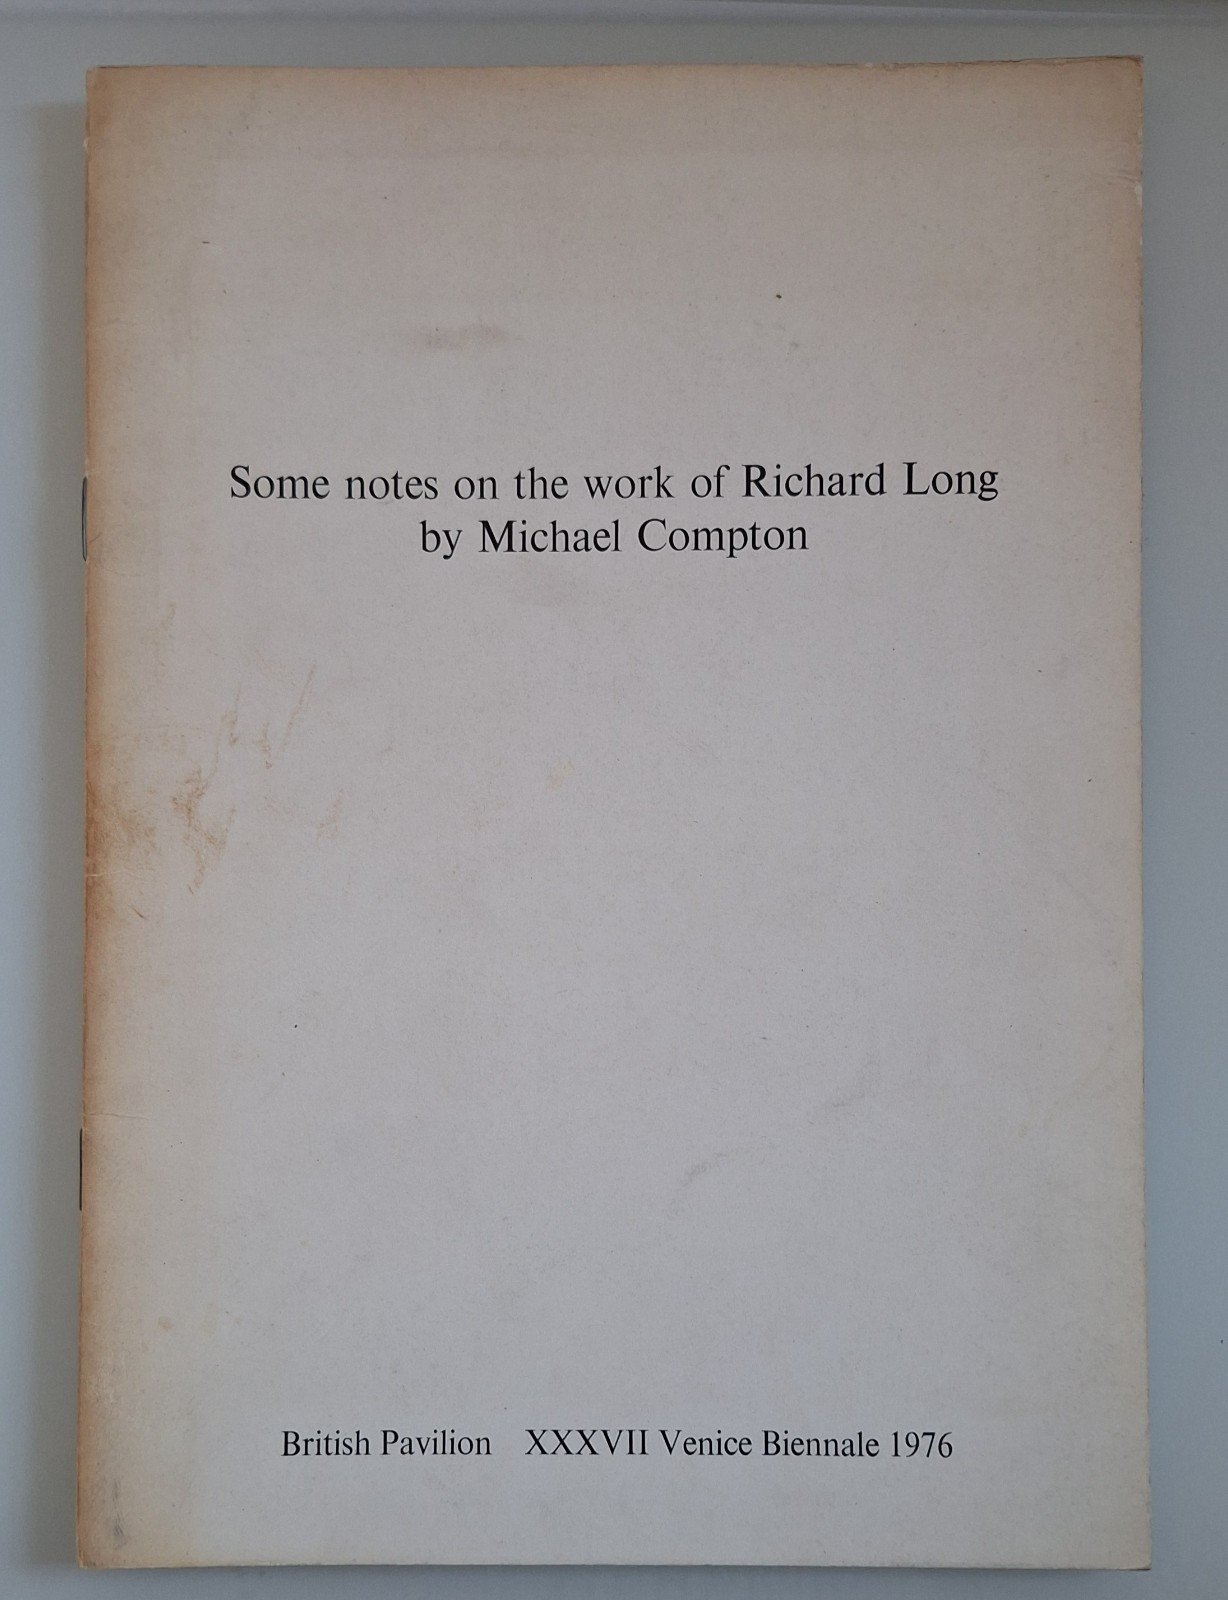 Some notes on the work of Richard Long
by Michael Compton
British Pavilion XXXVII Venice Biennale 1976